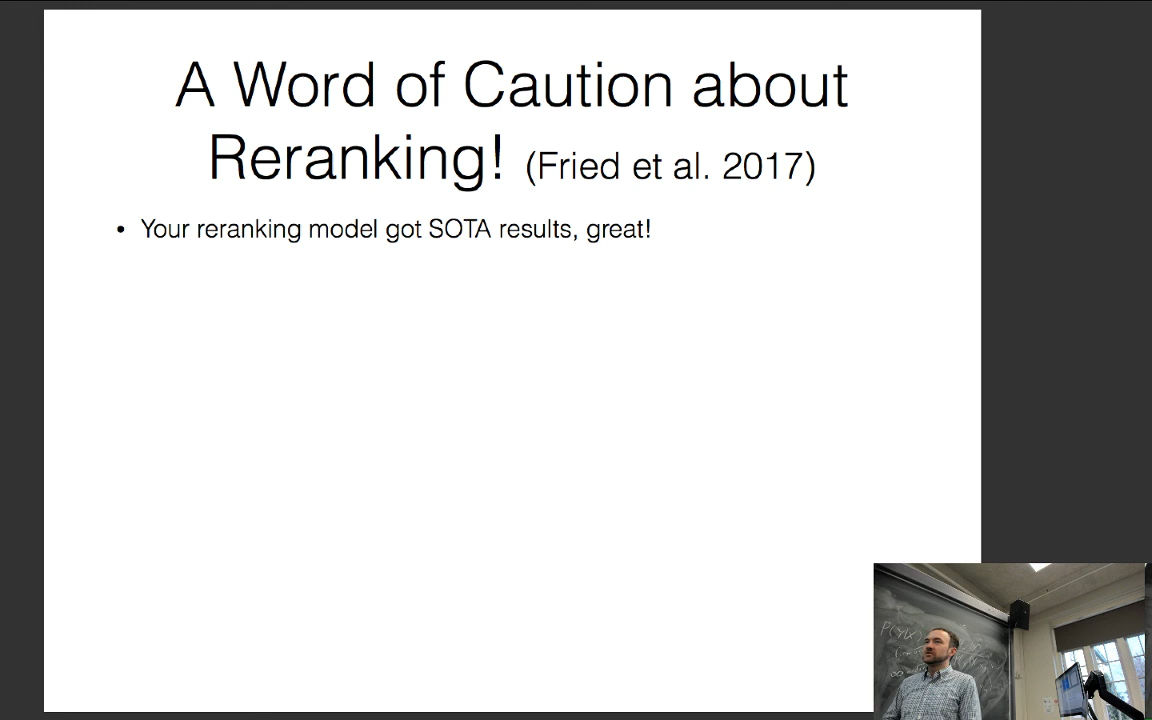 A Word of Caution about
Reranking! (Fried et al. 2017)
• Your reranking model got SOTA results, great!
P(Y|X)